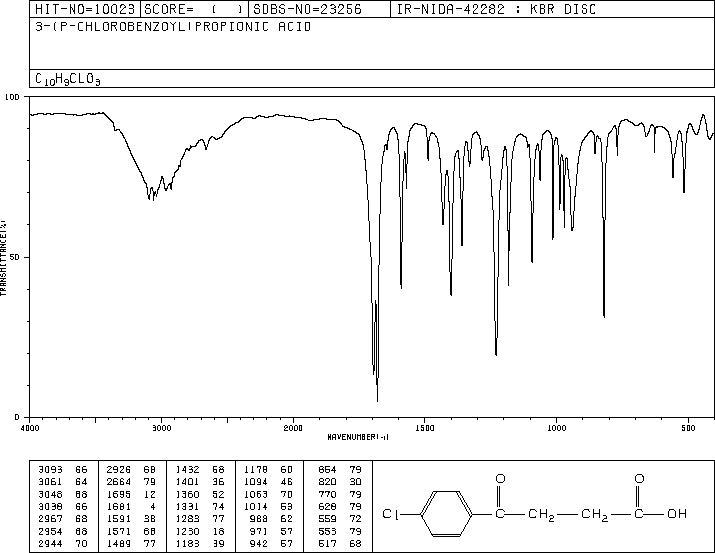 HIT-NO=10023 SCORE= ( ) SDBS-NO=23256 IR-NIDA-42282 : KBR DISC
3-(P-CHLOROBENZOYL)PROPIONIC ACID
C10H9CLO3
100
50
0
TRANSMITTANCE(%)
4000 3000 2000 1500 1000 500
WAVENUMBER(-1)
3093 66 2926 68 1432 58 1178 60 854 79
3061 64 2664 79 1401 36 1094 46 820 30
3048 68 1695 12 1360 52 1063 70 770 79
3038 66 1681 4 1331 74 1014 53 628 79
2967 68 1591 38 1283 77 988 62 559 72
2954 68 1571 68 1230 18 971 57 553 79
2944 70 1489 77 1183 39 942 57 517 68
O O
Cl C CH2 CH2 C OH